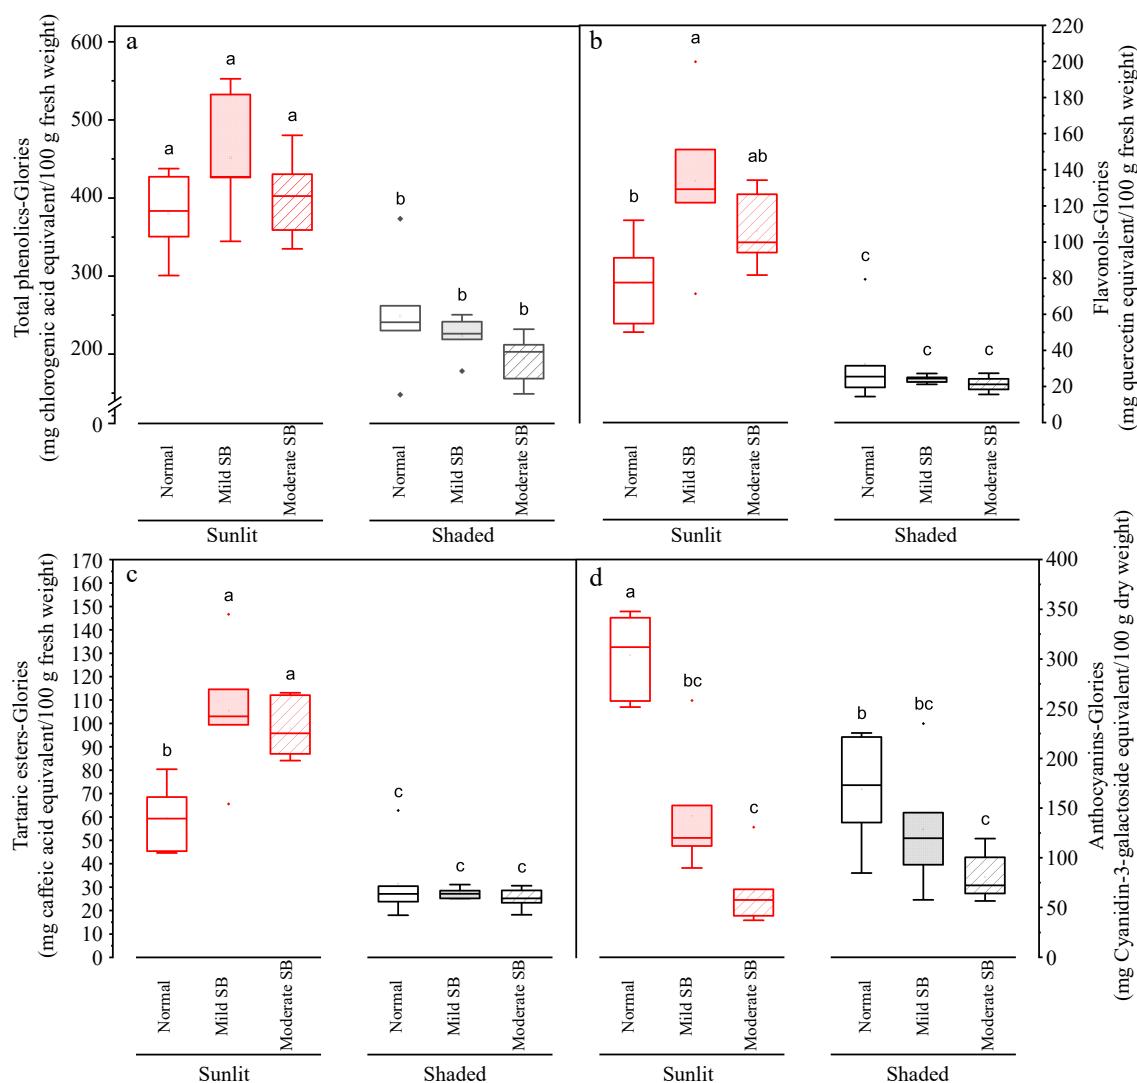 a
b
600
500
400
300
200
0
Total phenolics-Glories
(mg chlorogenic acid equivalent/100 g fresh weight)
a
a
a
b
b
b
Normal
Mild SB
Moderate SB
Normal
Mild SB
Moderate SB
Sunlit
Shaded
b
a
ab
c
c
c
220
200
180
160
140
120
100
80
60
40
20
0
Flavonols-Glories
(mg quercetin equivalent/100 g fresh weight)
Normal
Mild SB
Moderate SB
Normal
Mild SB
Moderate SB
Sunlit
Shaded
c
d
170
160
150
140
130
120
110
100
90
80
70
60
50
40
30
20
10
0
Tartaric esters-Glories
(mg caffeic acid equivalent/100 g fresh weight)
b
a
a
c
c
c
Normal
Mild SB
Moderate SB
Normal
Mild SB
Moderate SB
Sunlit
Shaded
a
bc
c
b
bc
c
400
350
300
250
200
150
100
50
0
Anthocyanins-Glories
(mg Cyanidin-3-galactoside equivalent/100 g dry weight)
Normal
Mild SB
Moderate SB
Normal
Mild SB
Moderate SB
Sunlit
Shaded